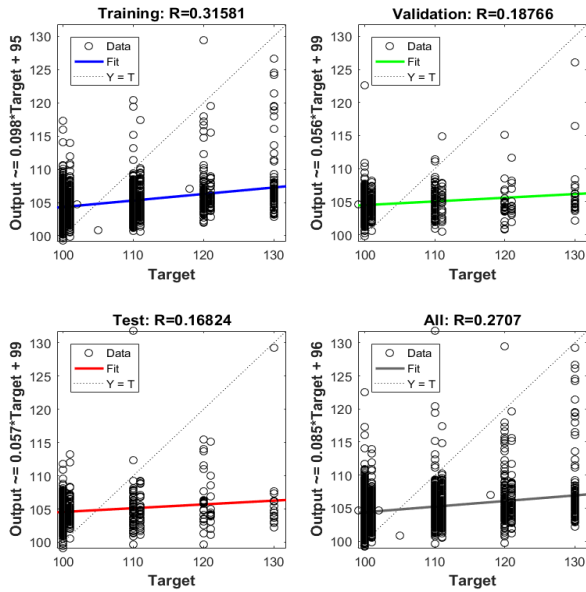 Training: R=0.31581
Output ~= 0.098*Target + 95
130
125
120
115
110
105
100
Data
Fit
Y = T
100
110
120
130
Target
Validation: R=0.18766
Output ~= 0.056*Target + 99
130
125
120
115
110
105
100
Data
Fit
Y = T
100
110
120
130
Target
Test: R=0.16824
Output ~= 0.057*Target + 99
130
125
120
115
110
105
100
Data
Fit
Y = T
100
110
120
130
Target
All: R=0.2707
Output ~= 0.085*Target + 96
130
125
120
115
110
105
100
Data
Fit
Y = T
100
110
120
130
Target